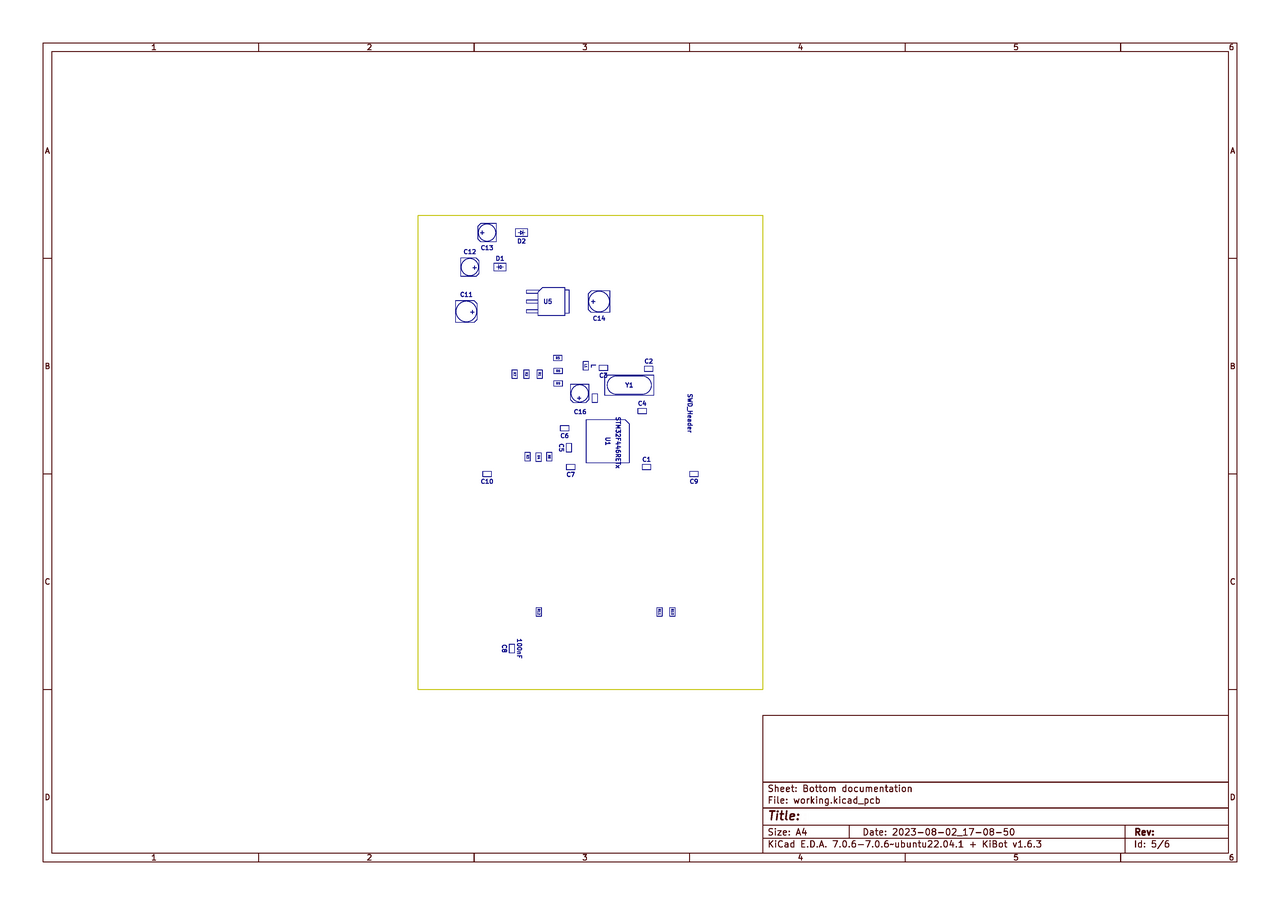 1 2 3 4 5 6
A A
C13
D2
C12
D1
C11
U5
C14
B B
C2
C3
Y1
C16
C4
SWD_Header
STM32F446RETx
U1
C6
C5
C7
C1
C10
C9
C C
100nF
C8
D D
Sheet: Bottom documentation
File: working.kicad_pcb
Title:
Size: A4 Date: 2023-08-02_17-08-50 Rev:
KiCad E.D.A. 7.0.6-7.0.6~ubuntu22.04.1 + KiBot v1.6.3 Id: 5/6
1 2 3 4 5 6